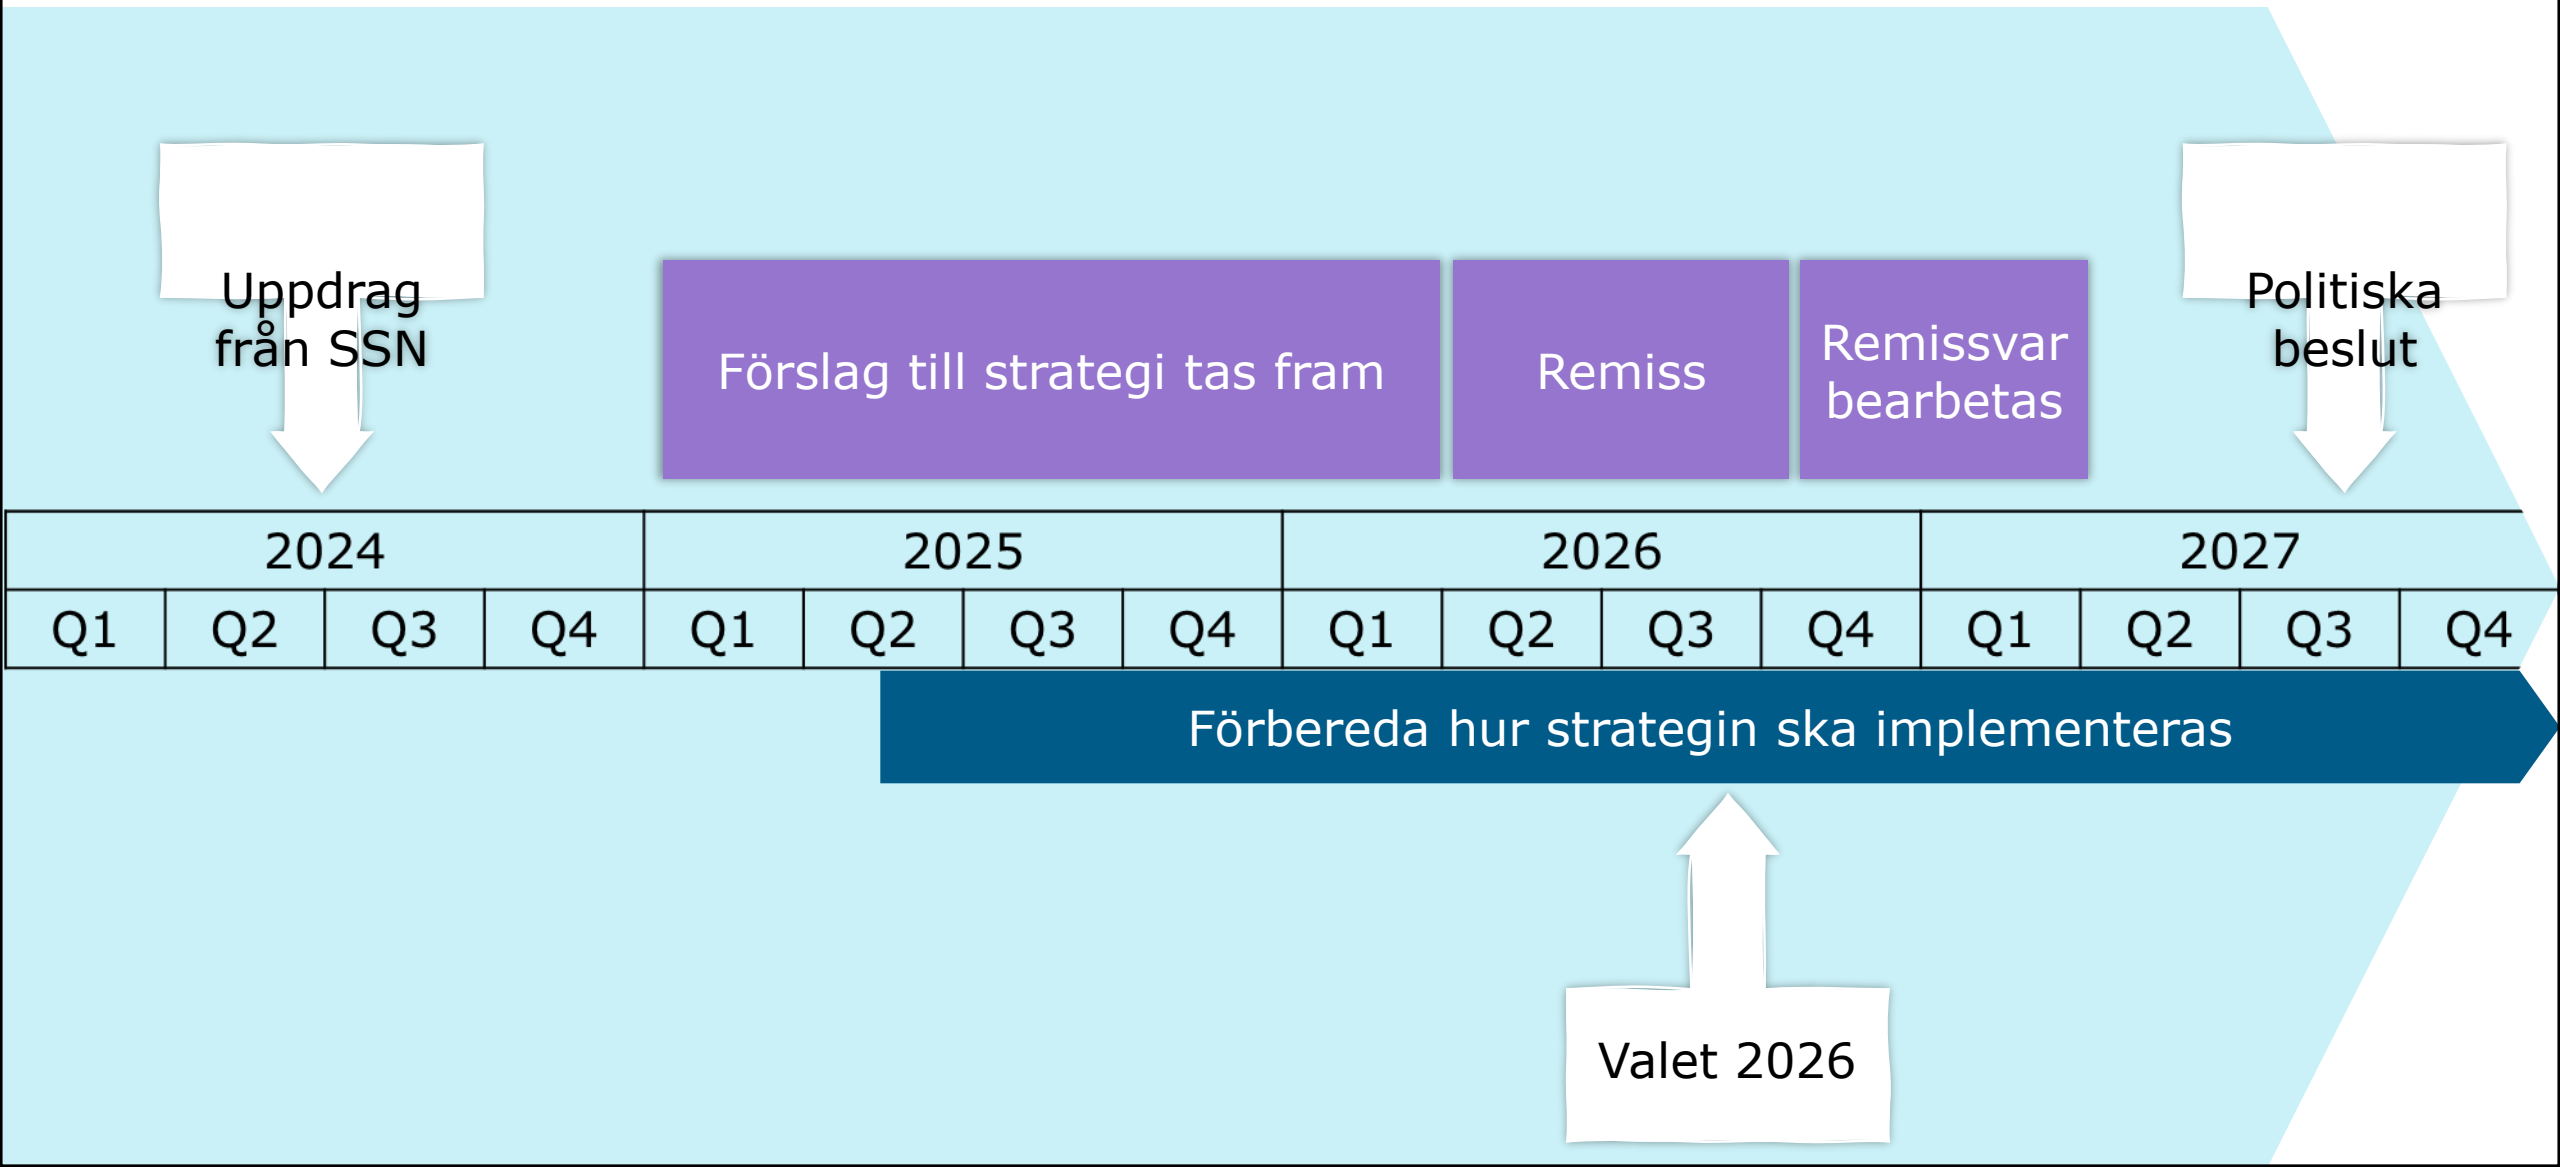 Uppdrag
från SSN
Politiska
beslut
Förslag till strategi tas fram
Remiss
Remissvar
bearbetas
2024 2025 2026 2027
Q1 Q2 Q3 Q4 Q1 Q2 Q3 Q4 Q1 Q2 Q3 Q4 Q1 Q2 Q3 Q4
Förbereda hur strategin ska implementeras
Valet 2026